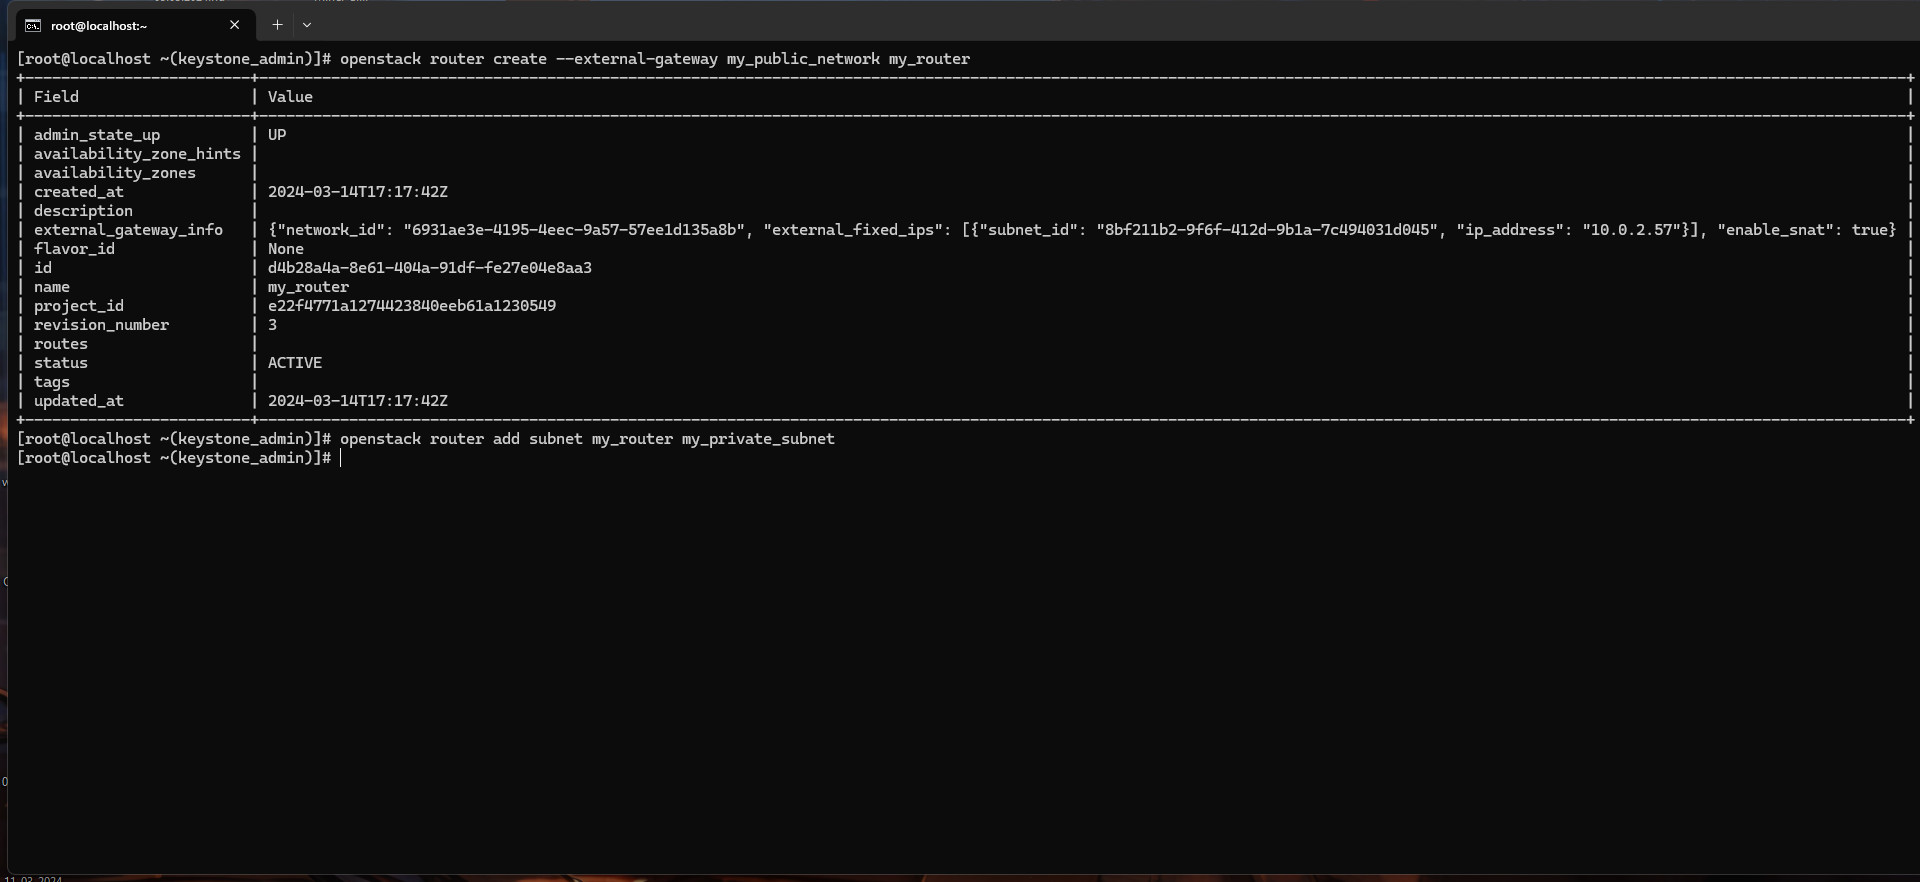 root@localhost:~
[root@localhost ~(keystone_admin)]# openstack router create --external-gateway my_public_network my_router
| Field | Value |
| admin_state_up | UP |
| availability_zone_hints | |
| availability_zones | |
| created_at | 2024-03-14T17:17:42Z |
| description | |
| external_gateway_info | {"network_id": "6931ae3e-4195-4eec-9a57-57ee1d135a8b", "external_fixed_ips": [{"subnet_id": "8bf211b2-9f6f-412d-9b1a-7c494031d045", "ip_address": "10.0.2.57"}], "enable_snat": true} |
| flavor_id | None |
| id | d4b28a4a-8e61-404a-91df-fe27e04e8aa3 |
| name | my_router |
| project_id | e22f4771a1274423840eeb61a1230549 |
| revision_number | 3 |
| routes | |
| status | ACTIVE |
| tags | |
| updated_at | 2024-03-14T17:17:42Z |
[root@localhost ~(keystone_admin)]# openstack router add subnet my_router my_private_subnet
[root@localhost ~(keystone_admin)]#